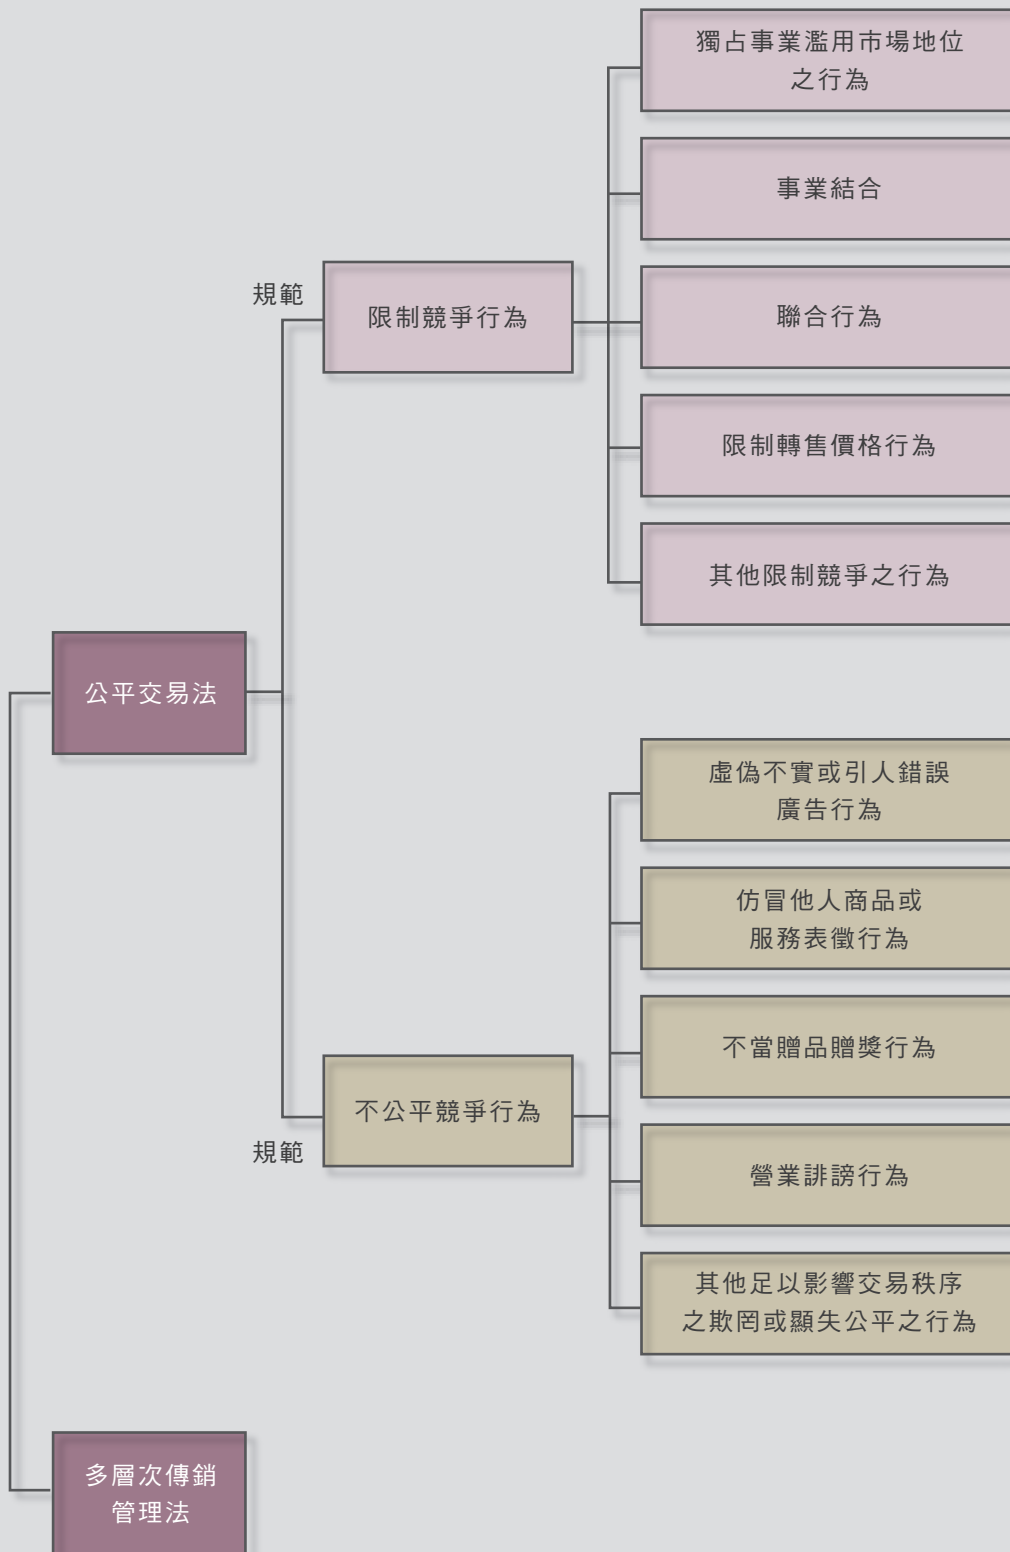 獨占事業濫用市場地位
之行為
事業結合
規範
限制競爭行為
聯合行為
限制轉售價格行為
其他限制競爭之行為
公平交易法
虛偽不實或引人錯誤
廣告行為
仿冒他人商品或
服務表徵行為
不當贈品贈獎行為
不公平競爭行為
規範
營業誹謗行為
其他足以影響交易秩序
之欺罔或顯失公平之行為
多層次傳銷
管理法